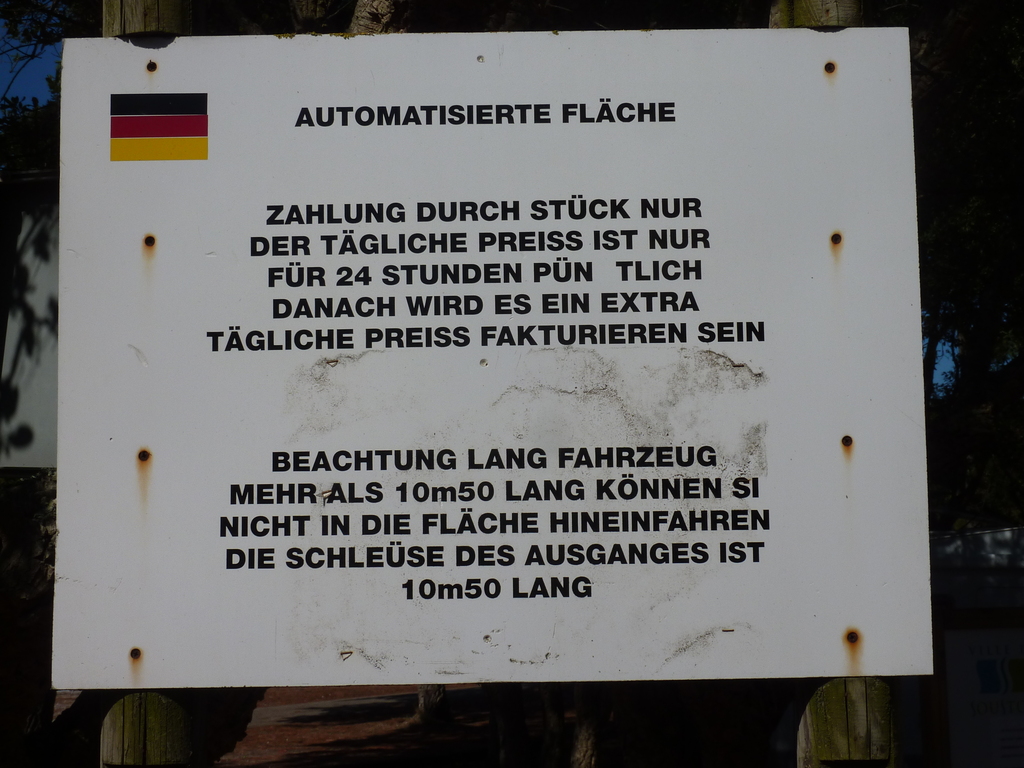 AUTOMATISIERTE FLÄCHE
ZAHLUNG DURCH STÜCK NUR
DER TÄGLICHE PREISS IST NUR
FÜR 24 STUNDEN PÜN TLICH
DANACH WIRD ES EIN EXTRA
TÄGLICHE PREISS FAKTURIEREN SEIN
BEACHTUNG LANG FAHRZEUG
MEHR ALS 10m50 LANG KÖNNEN SI
NICHT IN DIE FLÄCHE HINEINFAHREN
DIE SCHLEÜSE DES AUSGANGES IST
10m50 LANG